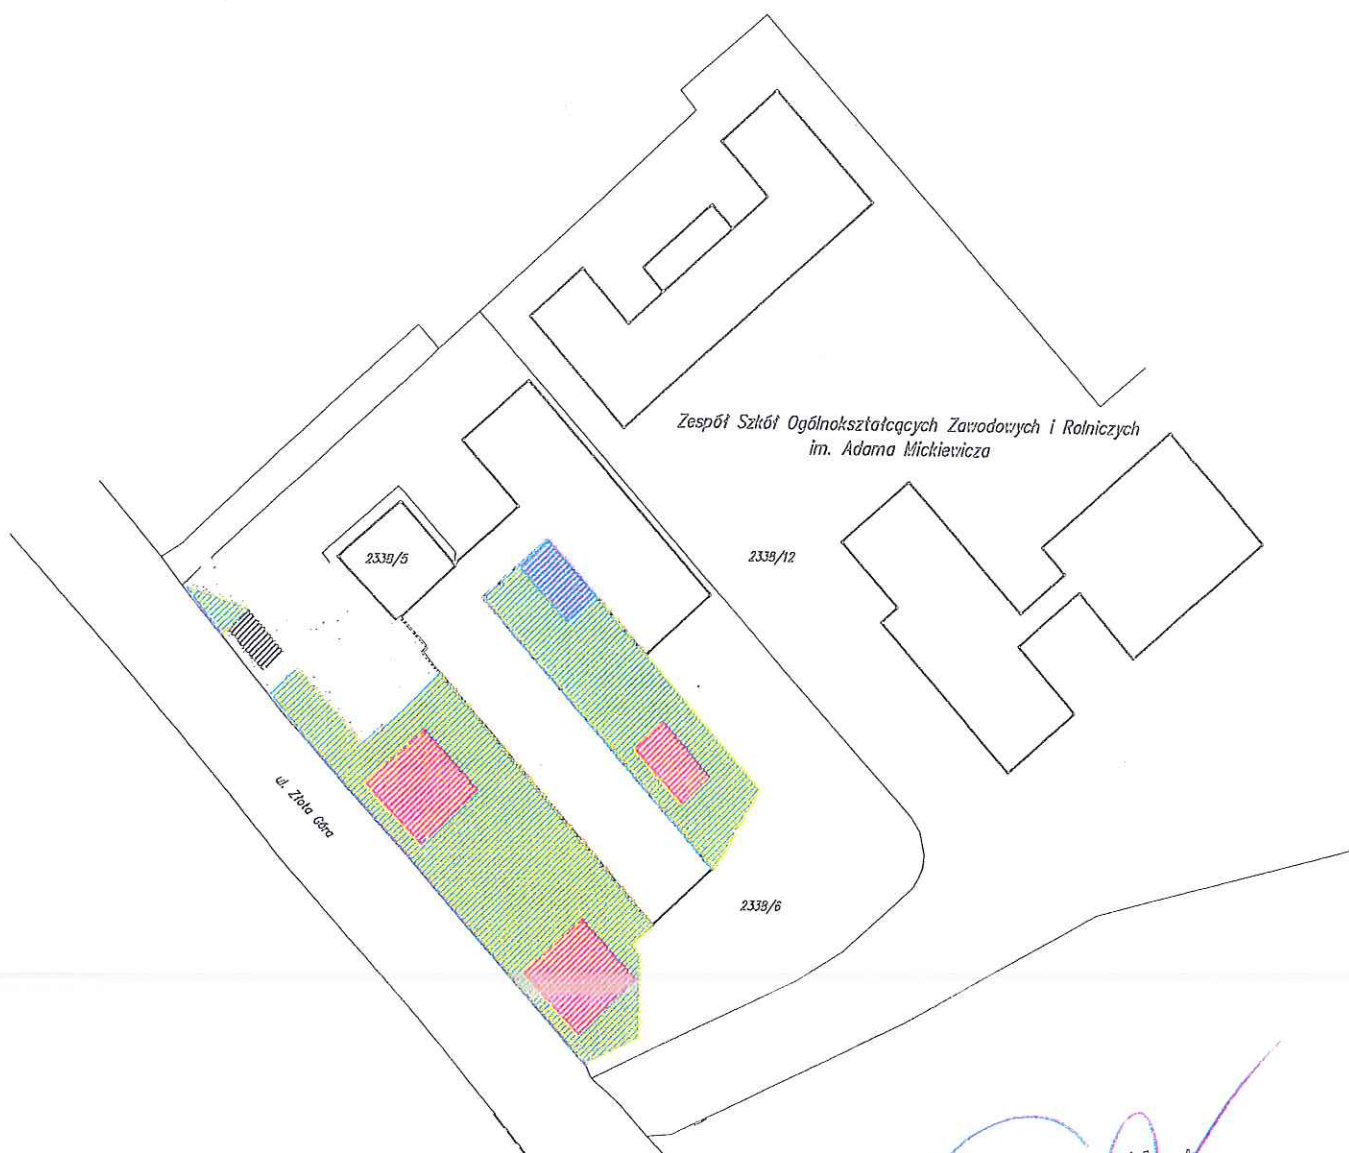 Zespół Szkół Ogólnokształcących Zawodowych i Rolniczych
im. Adama Mickiewicza
2338/5
2338/12
ul. Złota Góra
2338/6